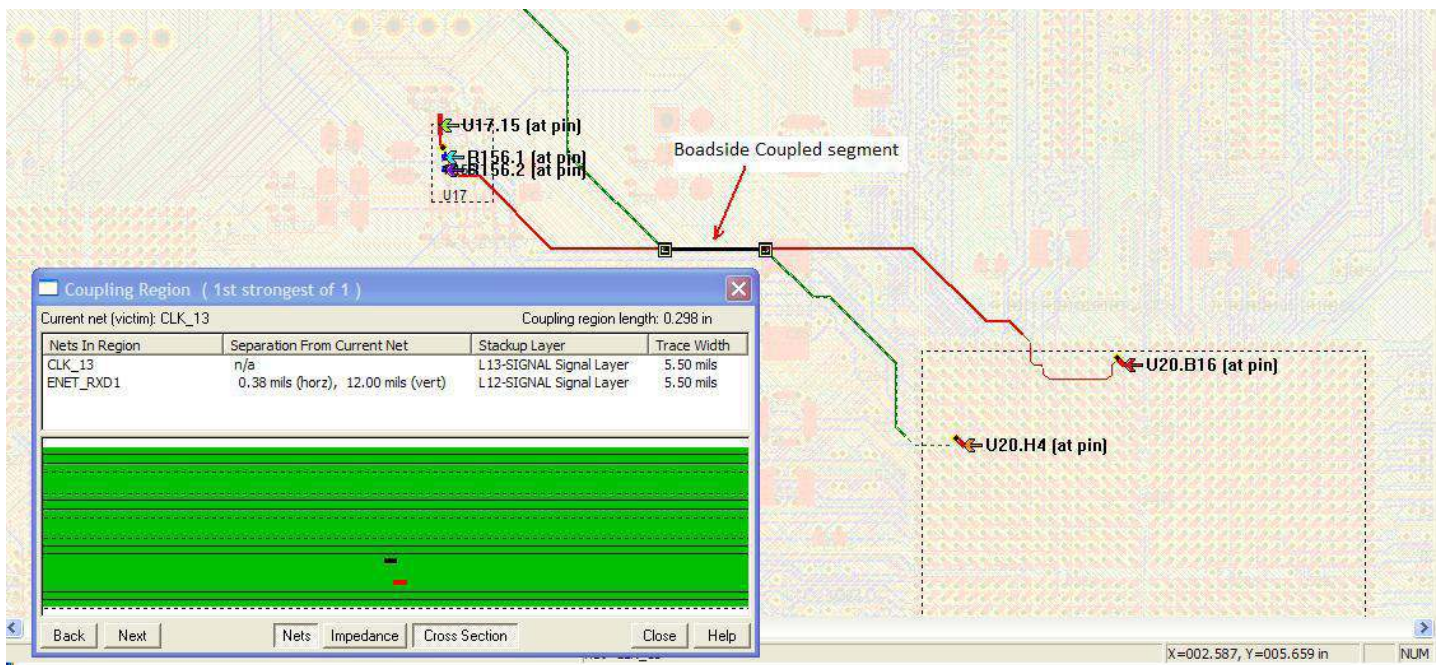 U17.15 (at pin)
R156.1 (at pin)
R156.2 (at pin)
U17
Boadside Coupled segment
U20.B16 (at pin)
U20.H4 (at pin)
Coupling Region ( 1st strongest of 1 )
Current net (victim): CLK_13 Coupling region length: 0.298 in
Nets In Region Separation From Current Net Stackup Layer Trace Width
CLK_13 n/a L13-SIGNAL Signal Layer 5.50 mils
ENET_RXD1 0.38 mils (horz), 12.00 mils (vert) L12-SIGNAL Signal Layer 5.50 mils
Back Next Nets Impedance Cross Section Close Help
X=002.587, Y=005.659 in NUM